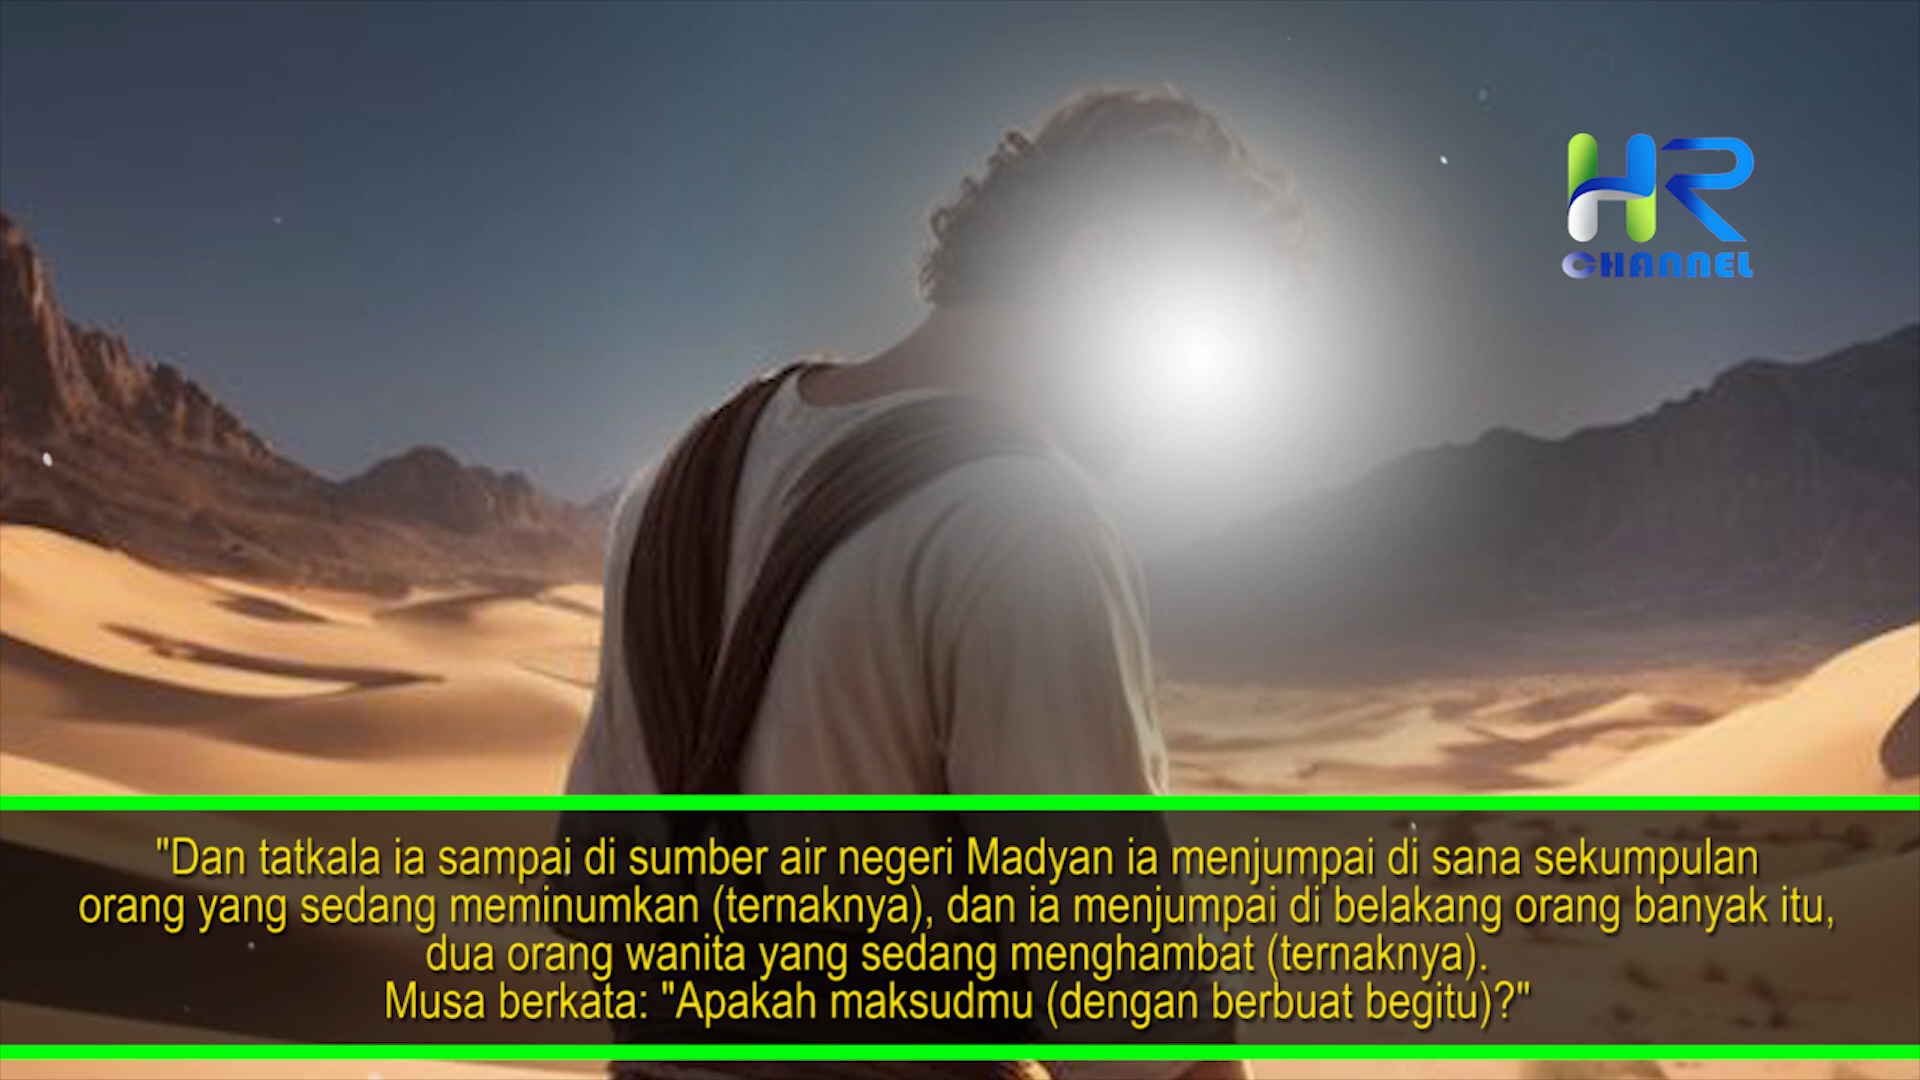 HR
CHANNEL
"Dan tatkala ia sampai di sumber air negeri Madyan ia menjumpai di sana sekumpulan
orang yang sedang meminumkan (ternaknya), dan ia menjumpai di belakang orang banyak itu,
dua orang wanita yang sedang menghambat (ternaknya).
Musa berkata: "Apakah maksudmu (dengan berbuat begitu)?"